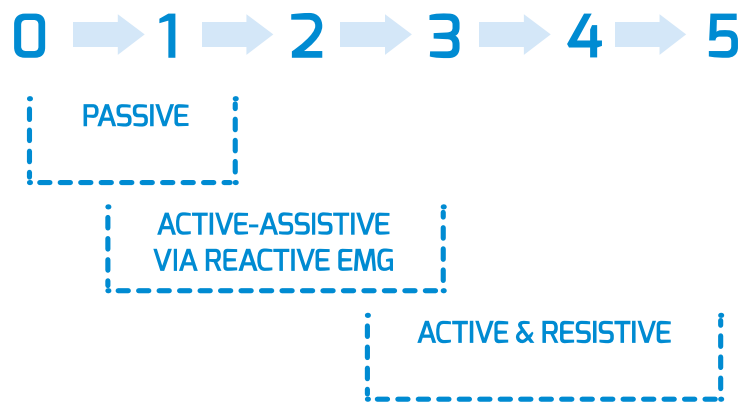 0 1 2 3 4 5
PASSIVE
ACTIVE-ASSISTIVE
VIA REACTIVE EMG
ACTIVE & RESISTIVE